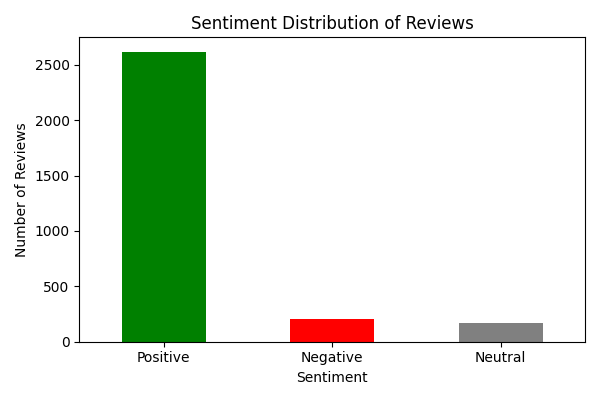 Sentiment Distribution of Reviews
Number of Reviews
2500
2000
1500
1000
500
0
Positive
Negative
Neutral
Sentiment